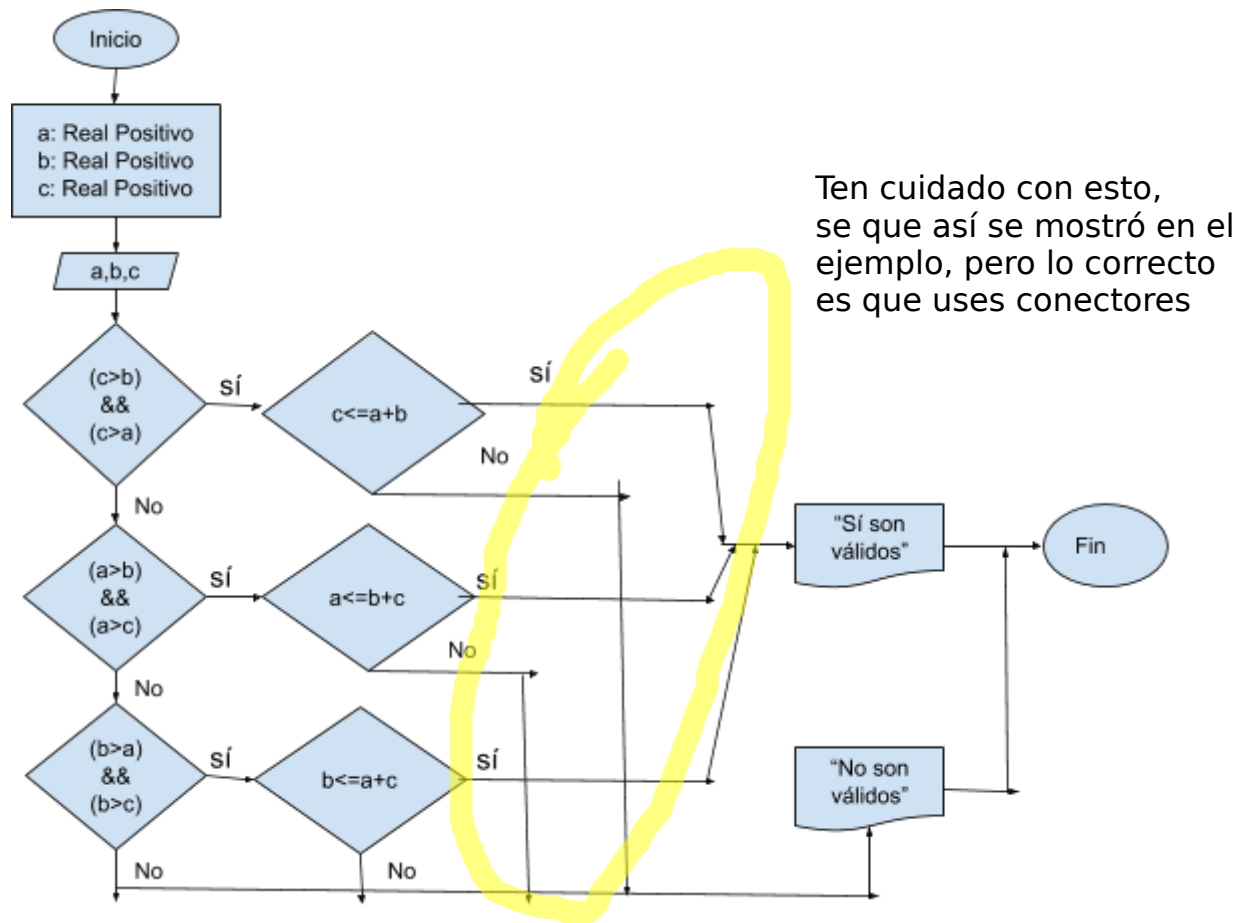 Inicio
a: Real Positivo
b: Real Positivo
c: Real Positivo
Ten cuidado con esto,
se que así se mostró en el
ejemplo, pero lo correcto
es que uses conectores
a,b,c
(c>b)
&&
(c>a)
sí
c<=a+b
sí
No
No
(a>b)
&&
(a>c)
sí
a<=b+c
sí
No
No
"Sí son
válidos"
Fin
(b>a)
&&
(b>c)
sí
b<=a+c
sí
"No son
válidos"
No
No